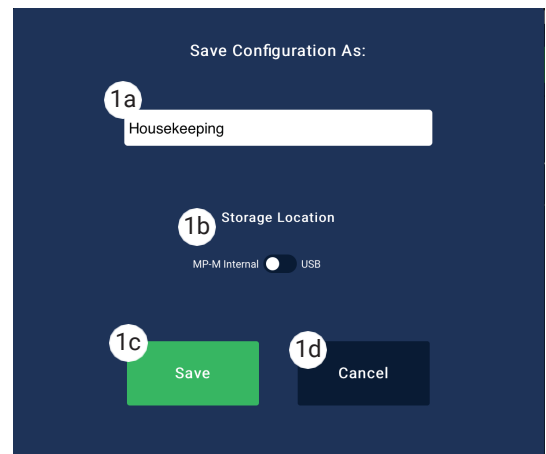 Save Configuration As:
1a
Housekeeping
1b
Storage Location
MP-M Internal USB
1c
Save
1d
Cancel